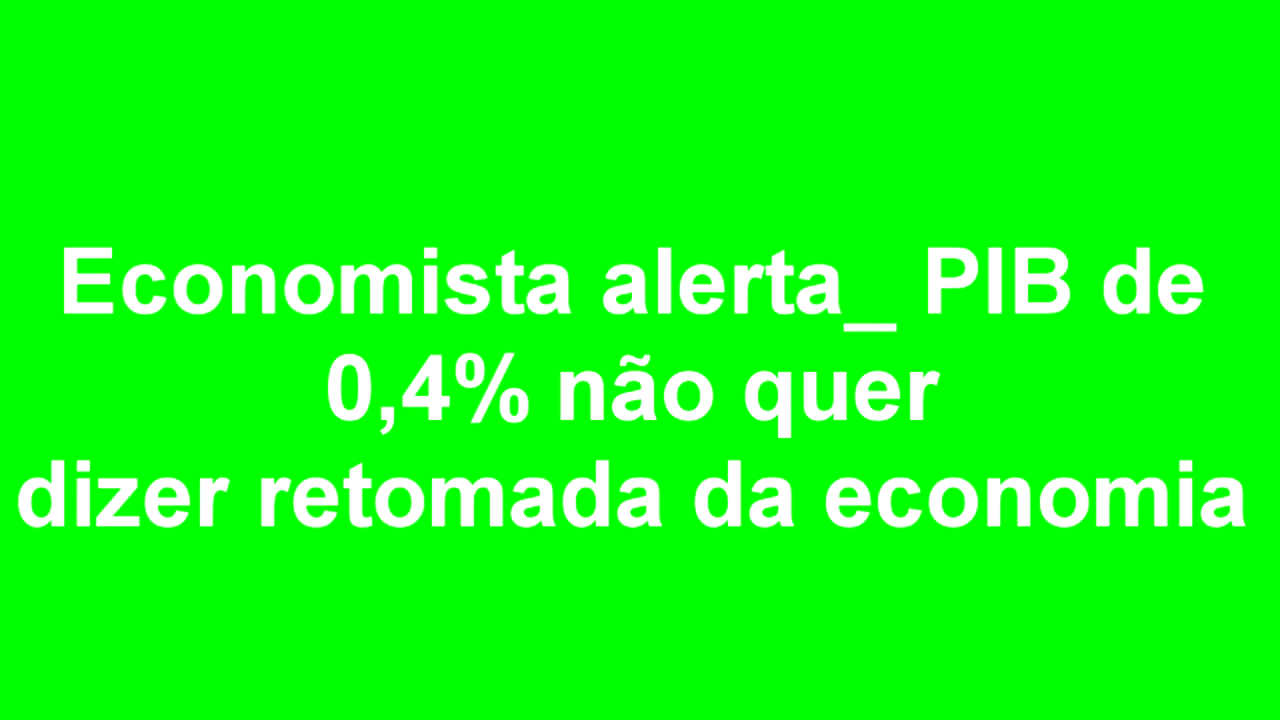 Economista alerta_ PIB de
0,4% não quer
dizer retomada da economia